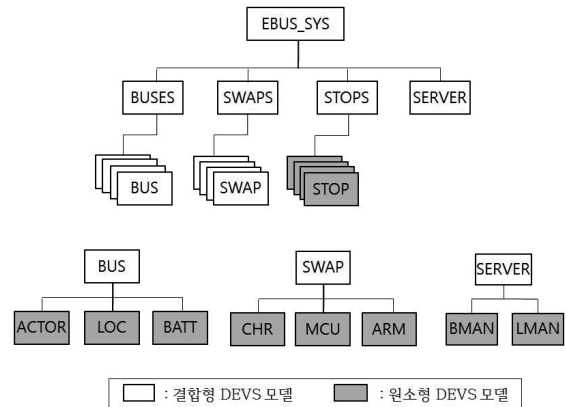 EBUS_SYS
BUSES SWAPS STOPS SERVER
BUS SWAP STOP
BUS SWAP SERVER
ACTOR LOC BATT CHR MCU ARM BMAN LMAN
: 결합형 DEVS 모델 : 원소형 DEVS 모델